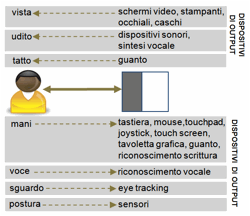 vista schermi video, stampanti,
occhiali, caschi
udito dispositivi sonori,
sintesi vocale
tatto guanto
DISPOSITIVI
DI OUTPUT
mani tastiera, mouse,touchpad,
joystick, touch screen,
tavoletta grafica, guanto,
riconoscimento scrittura
voce riconoscimento vocale
sguardo eye tracking
postura sensori
DISPOSITIVI
DI OUTPUT